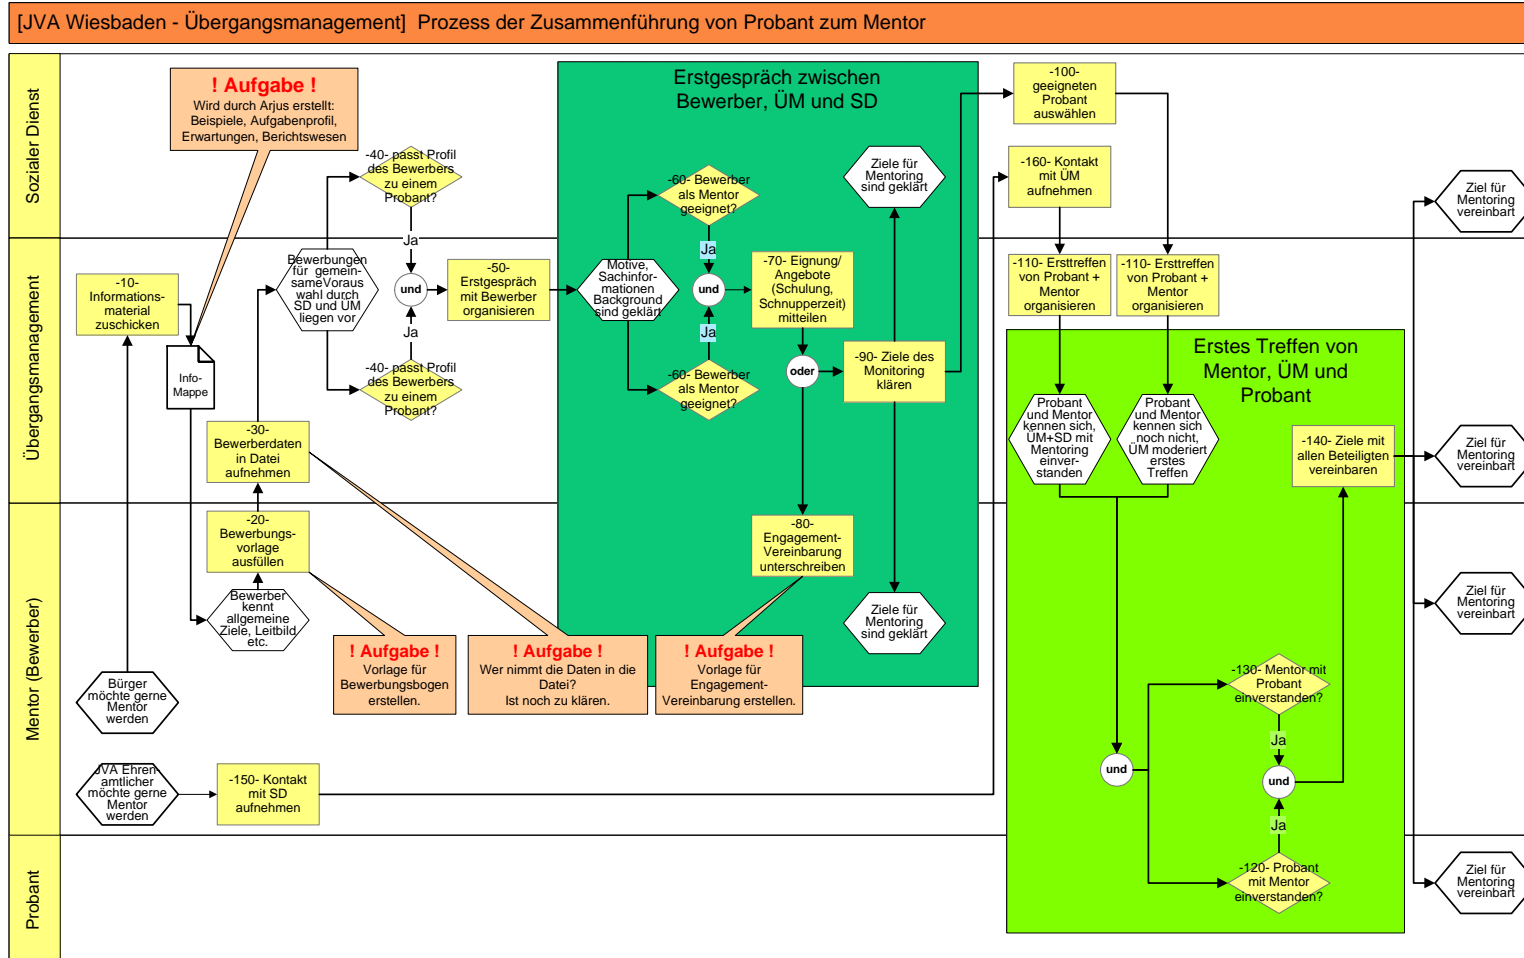 [JVA Wiesbaden - Übergangsmanagement]  Prozess der Zusammenführung von Probant zum Mentor
Sozialer Dienst
! Aufgabe !
Wird durch Arjus erstellt:
Beispiele, Aufgabenprofil,
Erwartungen, Berichtswesen
-40- passt Profil
des Bewerbers
zu einem
Probant?
Ja
Erstgespräch zwischen
Bewerber, ÜM und SD
-60- Bewerber
als Mentor
geeignet?
Ja
Ziele für
Mentoring
sind geklärt
-100-
geeigneten
Probant
auswählen
-160- Kontakt
mit ÜM
aufnehmen
Ziel für
Mentoring
vereinbart
Übergangsmanagement
-10-
Informations-
material
zuschicken
Info-
Mappe
-30-
Bewerberdaten
in Datei
aufnehmen
Bewerbungen
für gemein-
sameVoraus
wahl durch
SD und ÜM
liegen vor
und
Ja
-40- passt Profil
des Bewerbers
zu einem
Probant?
-50-
Erstgespräch
mit Bewerber
organisieren
Motive,
Sachinfor-
mationen
Background
sind geklärt
und
Ja
-60- Bewerber
als Mentor
geeignet?
-70- Eignung/
Angebote
(Schulung,
Schnupperzeit)
mitteilen
oder
-90- Ziele des
Monitoring
klären
-110- Ersttreffen
von Probant +
Mentor
organisieren
-110- Ersttreffen
von Probant +
Mentor
organisieren
Erstes Treffen von
Mentor, ÜM und
Probant
Probant
und Mentor
kennen sich,
ÜM+SD mit
Mentoring
einver-
standen
Probant
und Mentor
kennen sich
noch nicht,
ÜM moderiert
erstes
Treffen
-140- Ziele mit
allen Beteiligten
vereinbaren
Ziel für
Mentoring
vereinbart
Mentor (Bewerber)
-20-
Bewerbungs-
vorlage
ausfüllen
Bewerber
kennt
allgemeine
Ziele, Leitbild
etc.
Bürger
möchte gerne
Mentor
werden
! Aufgabe !
Vorlage für
Bewerbungsbogen
erstellen.
! Aufgabe !
Wer nimmt die Daten in die
Datei?
Ist noch zu klären.
-80-
Engagement-
Vereinbarung
unterschreiben
! Aufgabe !
Vorlage für
Engagement-
Vereinbarung erstellen.
Ziele für
Mentoring
sind geklärt
JVA Ehren
amtlicher
möchte gerne
Mentor
werden
-150- Kontakt
mit SD
aufnehmen
und
-130- Mentor mit
Probant
einverstanden?
Ja
und
Ja
Ziel für
Mentoring
vereinbart
Probant
-120- Probant
mit Mentor
einverstanden?
Ziel für
Mentoring
vereinbart